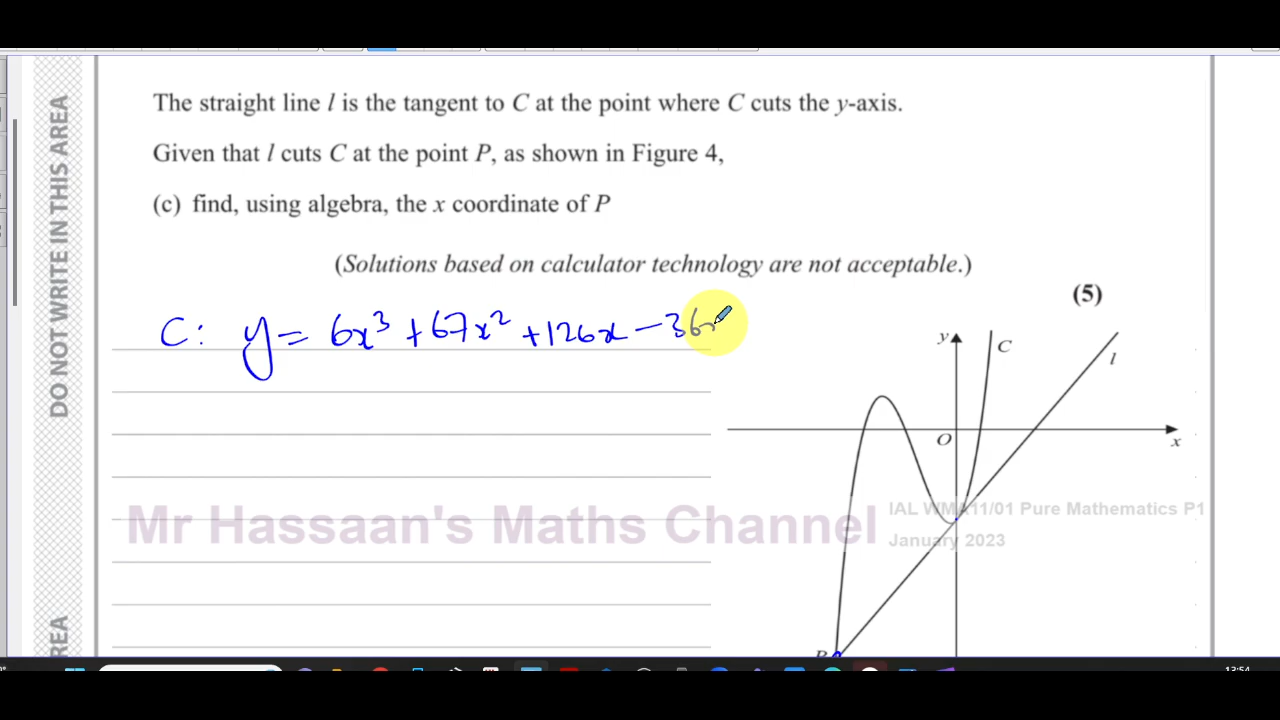 DO NOT WRITE IN THIS AREA
The straight line l is the tangent to C at the point where C cuts the y-axis.
Given that l cuts C at the point P, as shown in Figure 4,
(c) find, using algebra, the x coordinate of P
(Solutions based on calculator technology are not acceptable.)
(5)
C: y = 6x³ + 67x² + 126x − 36
y
C
l
O
x
Mr Hassaan's Maths Channel
IAL WMA11/01 Pure Mathematics P1
January 2023